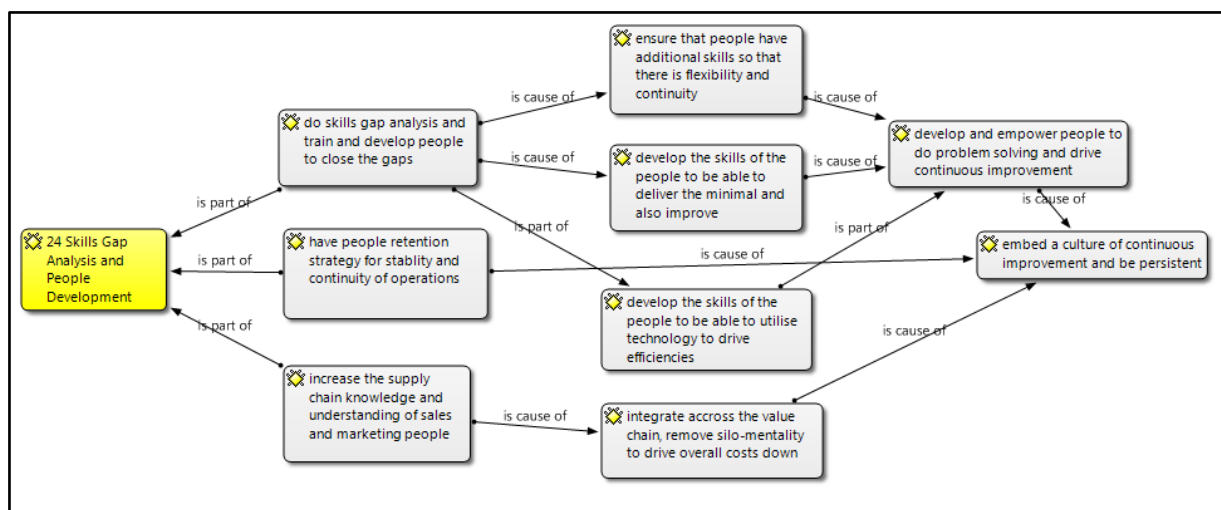 ensure that people have
additional skills so that
there is flexibility and
continuity
is cause of
is cause of
do skills gap analysis and
train and develop people
to close the gaps
develop and empower people to
do problem solving and drive
continuous improvement
is cause of
develop the skills of the
people to be able to
deliver the minimal and
also improve
is cause of
is part of
is part of
is part of
is cause of
24 Skills Gap
Analysis and
People
Development
is part of
have people retention
strategy for stablity and
continuity of operations
is cause of
embed a culture of continuous
improvement and be persistent
develop the skills of the
people to be able to utilise
technology to drive
efficiencies
is part of
is cause of
increase the supply
chain knowledge and
understanding of sales
and marketing people
is cause of
integrate accross the value
chain, remove silo-mentality
to drive overall costs down